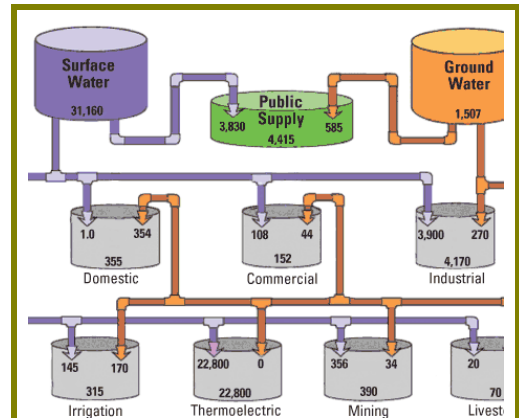 Surface
Water
31,160
Ground
Water
1,507
Public
Supply
3,830
585
4,415
1.0
354
355
Domestic
108
44
152
Commercial
3,900
270
4,170
Industrial
145
170
315
Irrigation
22,800
0
22,800
Thermoelectric
356
34
390
Mining
20
70
Livest